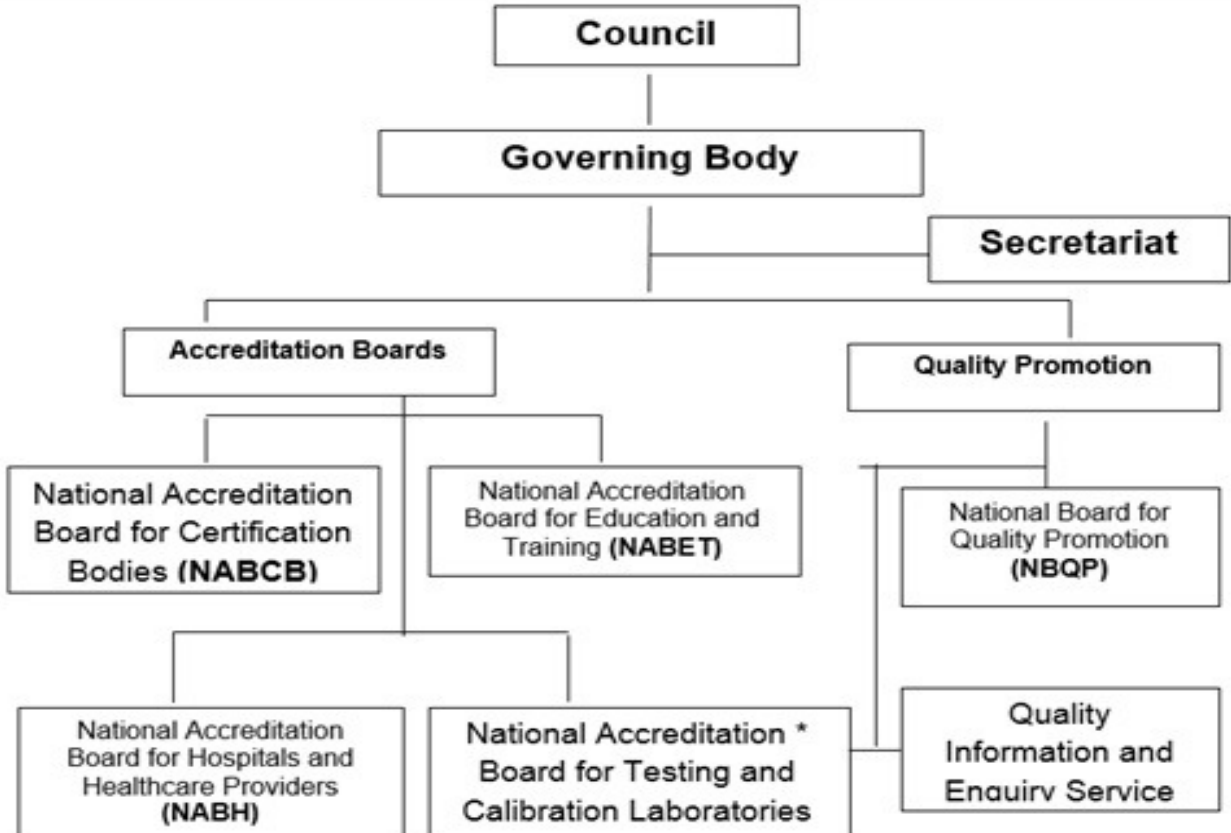 Council
Governing Body
Secretariat
Accreditation Boards
Quality Promotion
National Accreditation
Board for Certification
Bodies (NABCB)
National Accreditation
Board for Education and
Training (NABET)
National Board for
Quality Promotion
(NBQP)
National Accreditation
Board for Hospitals and
Healthcare Providers
(NABH)
National Accreditation *
Board for Testing and
Calibration Laboratories
Quality
Information and
Enquiry Service